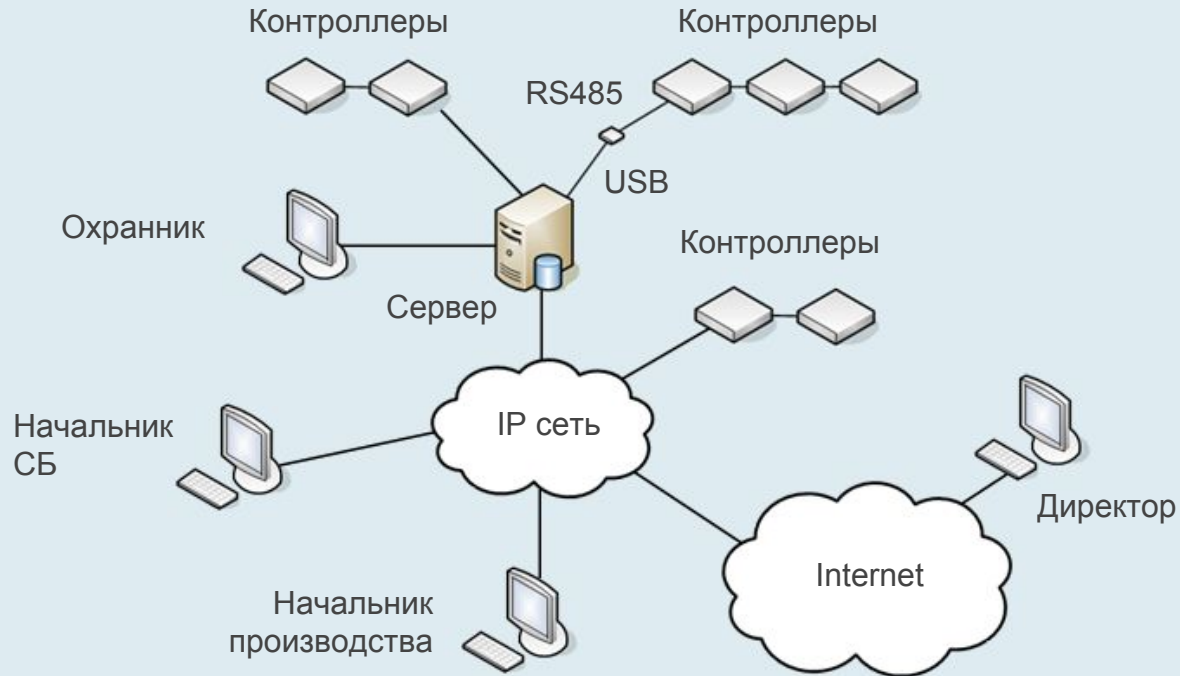 Контроллеры
Контроллеры
RS485
USB
Охранник
Контроллеры
Сервер
Начальник
СБ
IP сеть
Директор
Internet
Начальник
производства